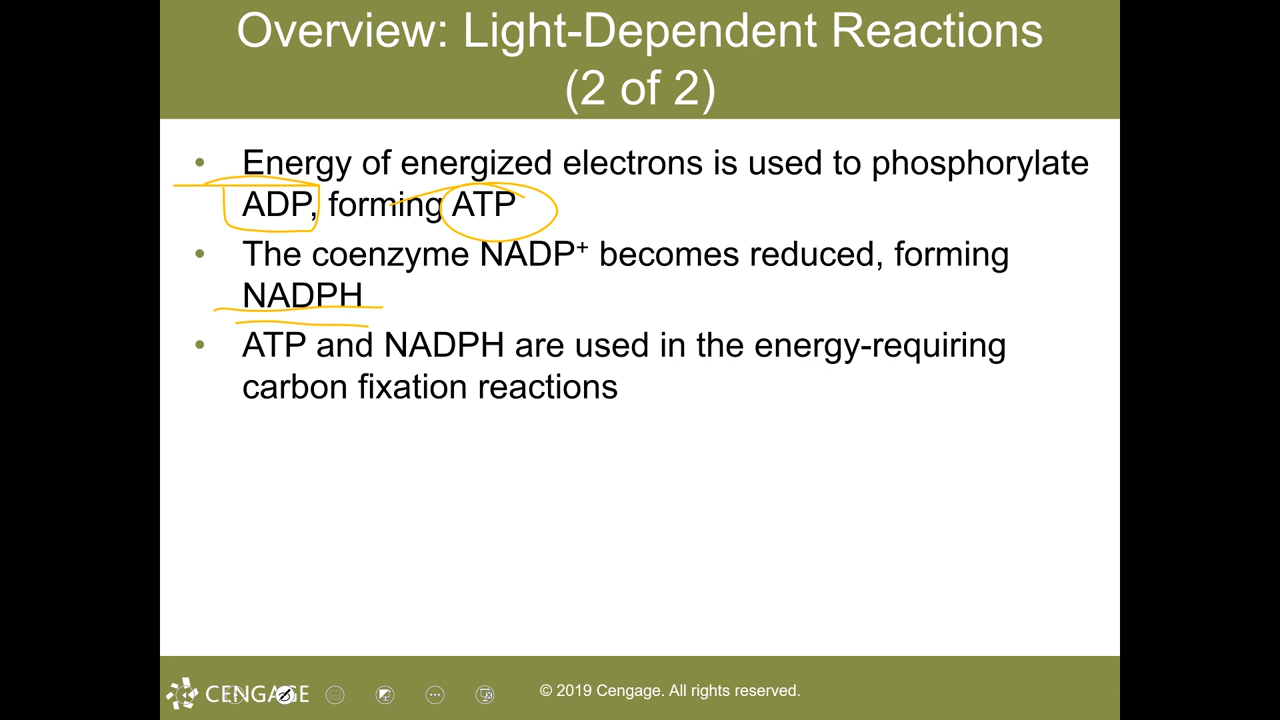 Overview: Light-Dependent Reactions
(2 of 2)
• Energy of energized electrons is used to phosphorylate
ADP, forming ATP
• The coenzyme NADP⁺ becomes reduced, forming
NADPH
• ATP and NADPH are used in the energy-requiring
carbon fixation reactions
CENGAGE
© 2019 Cengage. All rights reserved.